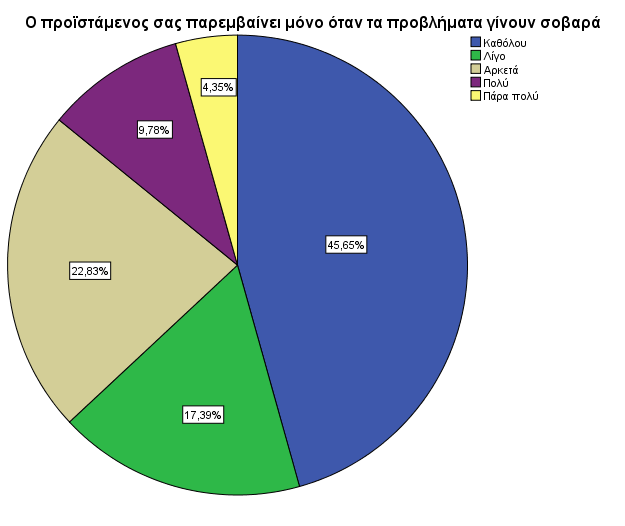 Ο προϊστάμενος σας παρεμβαίνει μόνο όταν τα προβλήματα γίνουν σοβαρά
Καθόλου
Λίγο
Αρκετά
Πολύ
Πάρα πολύ
4,35%
9,78%
45,65%
22,83%
17,39%